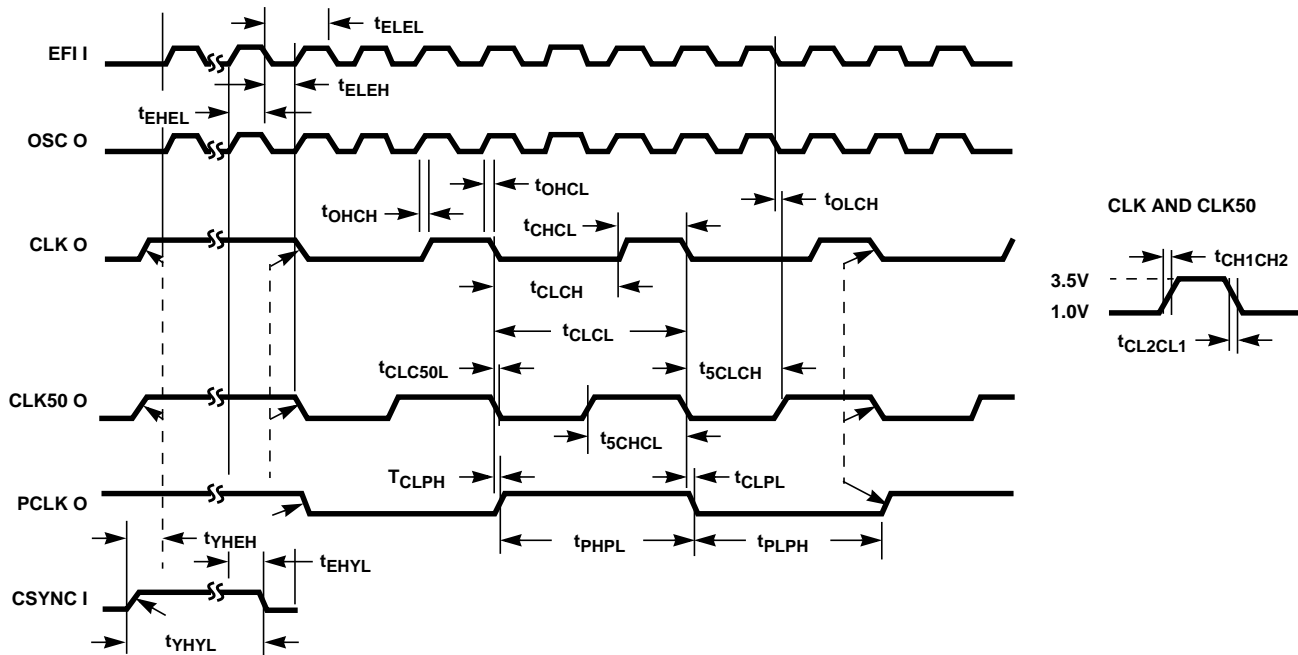 tELEL
EFI I
tELEH
tEHEL
OSC O
tOHCL
tOHCH
tOLCH
tCHCL
CLK O
CLK AND CLK50
tCH1CH2
3.5V
1.0V
tCLCH
tCLCL
tCL2CL1
tCLC50L
t5CLCH
CLK50 O
t5CHCL
TCLPH
tCLPL
PCLK O
tYHEH
tPHPL
tPLPH
tEHYL
CSYNC I
tYHYL